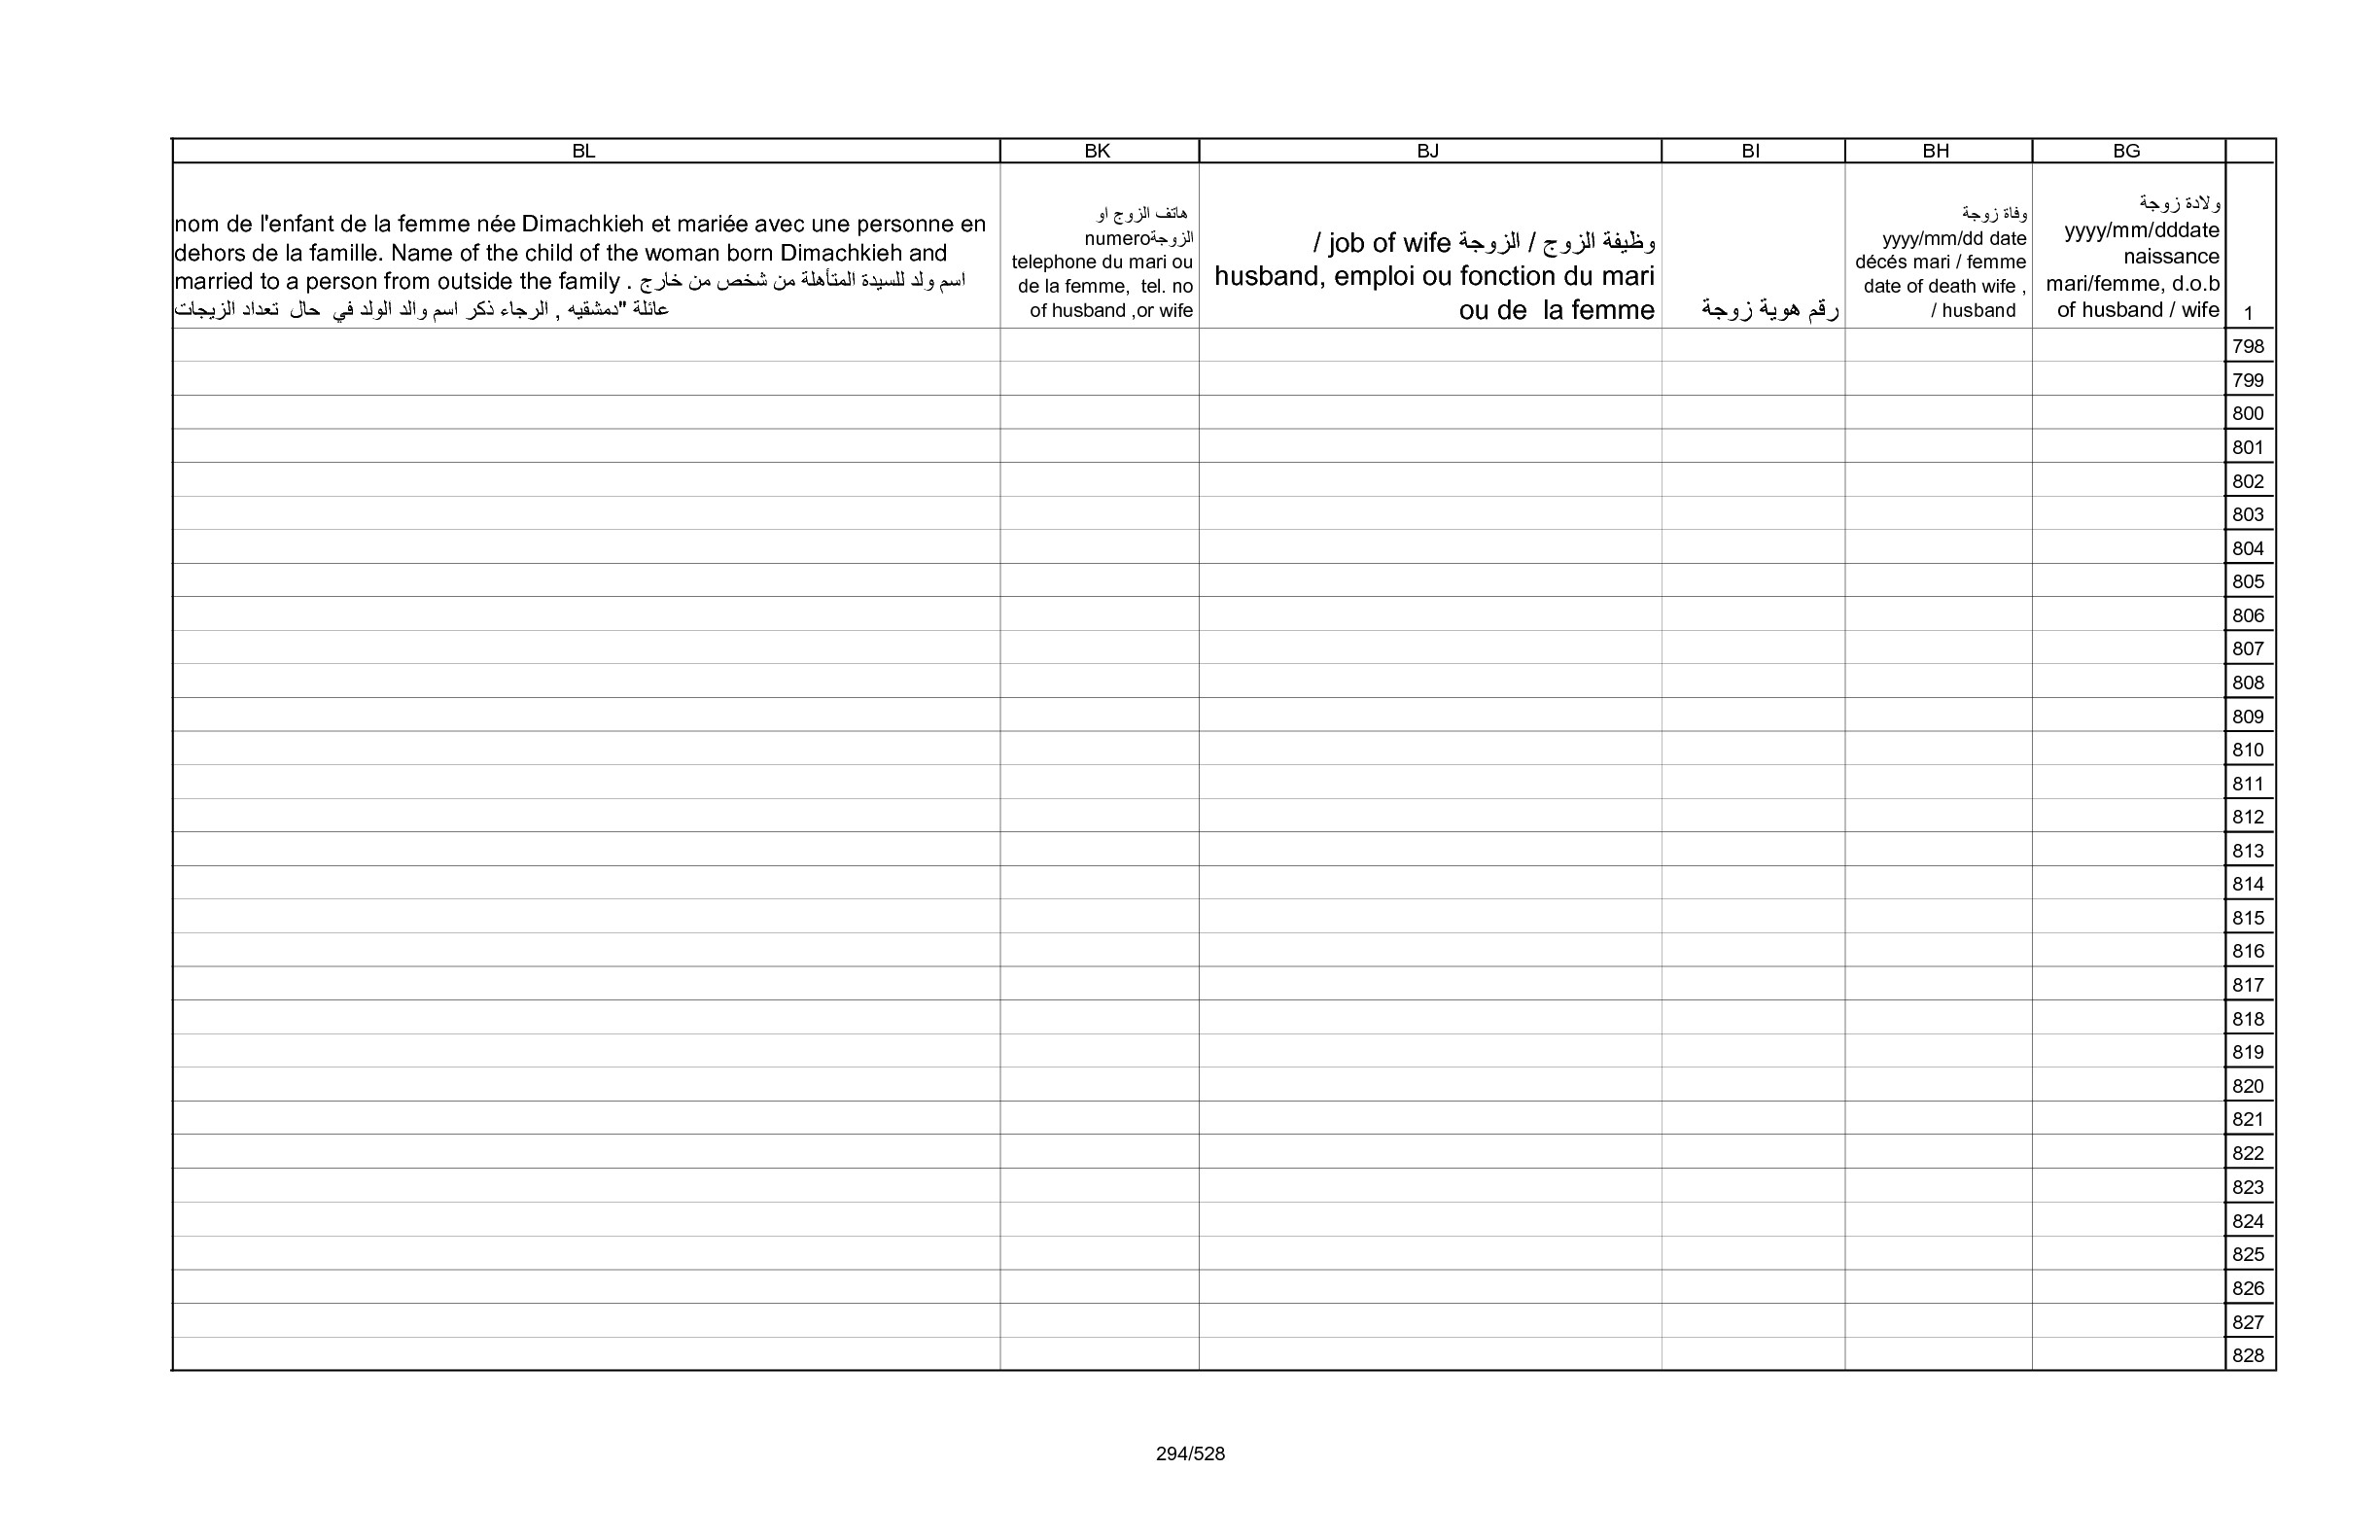 BL BK BJ BI BH BG
nom de l'enfant de la femme née Dimachkieh et mariée avec une personne en
dehors de la famille. Name of the child of the woman born Dimachkieh and
married to a person from outside the family . اسم ولد للسيدة المتأهلة من شخص من خارج
عائلة "دمشقيه , الرجاء ذكر اسم والد الولد في حال تعداد الزيجات
هاتف الزوج او
الزوجةnumero
telephone du mari ou
de la femme, tel. no
of husband ,or wife
وظيفة الزوج / الزوجة job of wife /
husband, emploi ou fonction du mari
ou de la femme
رقم هوية زوجة
وفاة زوجة
yyyy/mm/dd date
décés mari / femme
date of death wife ,
/ husband
ولادة زوجة
yyyy/mm/dddate
naissance
mari/femme, d.o.b
of husband / wife
1
798
799
800
801
802
803
804
805
806
807
808
809
810
811
812
813
814
815
816
817
818
819
820
821
822
823
824
825
826
827
828
294/528